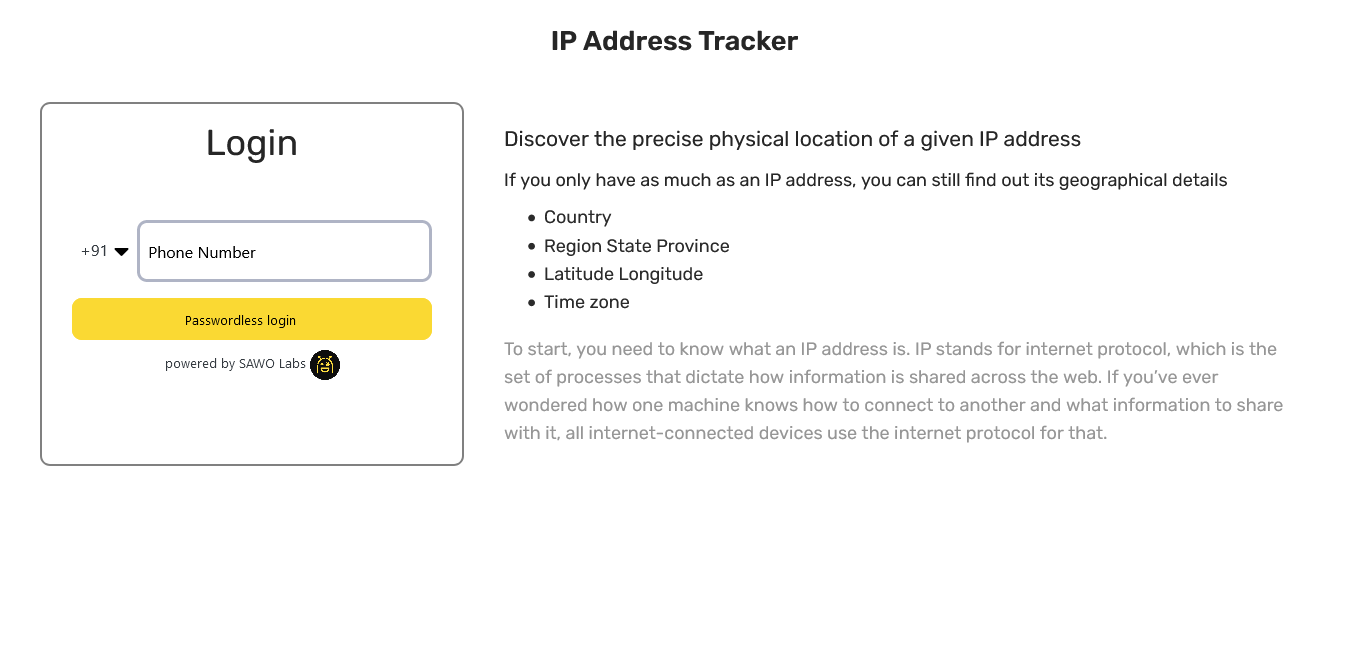 IP Address Tracker
Login
+91
Phone Number
Passwordless login
powered by SAWO Labs
Discover the precise physical location of a given IP address
If you only have as much as an IP address, you can still find out its geographical details
• Country
• Region State Province
• Latitude Longitude
• Time zone
To start, you need to know what an IP address is. IP stands for internet protocol, which is the
set of processes that dictate how information is shared across the web. If you’ve ever
wondered how one machine knows how to connect to another and what information to share
with it, all internet-connected devices use the internet protocol for that.